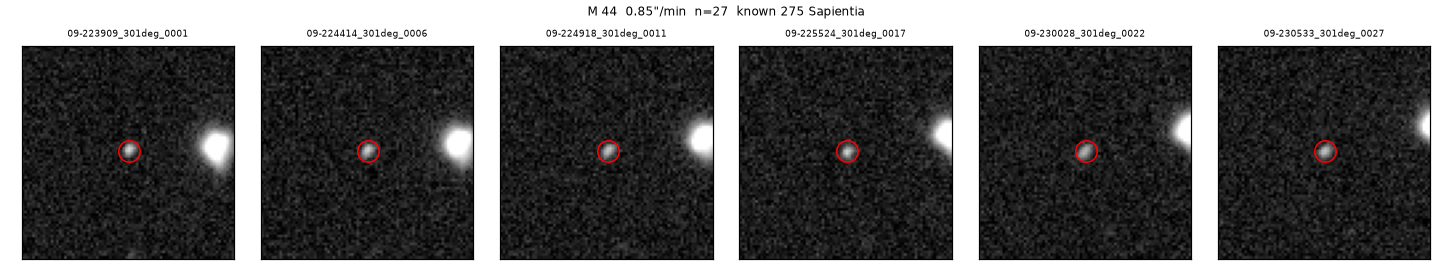 M 44 0.85"/min n=27 known 275 Sapientia
09-223909_301deg_0001
09-224414_301deg_0006
09-224918_301deg_0011
09-225524_301deg_0017
09-230028_301deg_0022
09-230533_301deg_0027